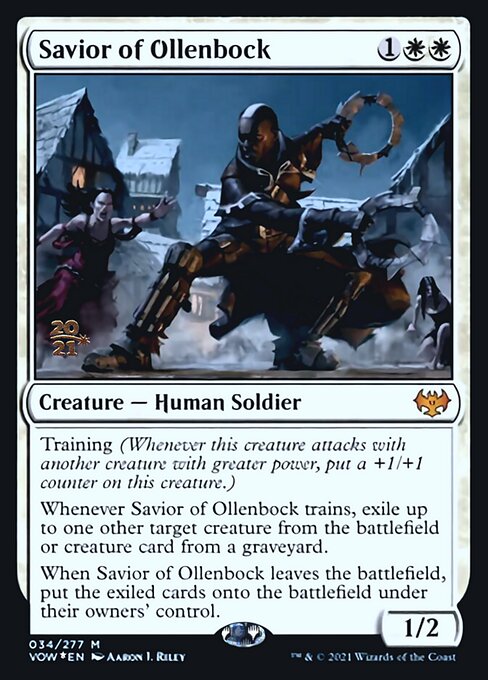 Savior of Ollenbock 1
20
21
Creature — Human Soldier
Training (Whenever this creature attacks with
another creature with greater power, put a +1/+1
counter on this creature.)
Whenever Savior of Ollenbock trains, exile up
to one other target creature from the battlefield
or creature card from a graveyard.
When Savior of Ollenbock leaves the battlefield,
put the exiled cards onto the battlefield under
their owners' control.
1/2
034/277 M
VOW★EN Aaron J. Riley
™ & © 2021 Wizards of the Coast